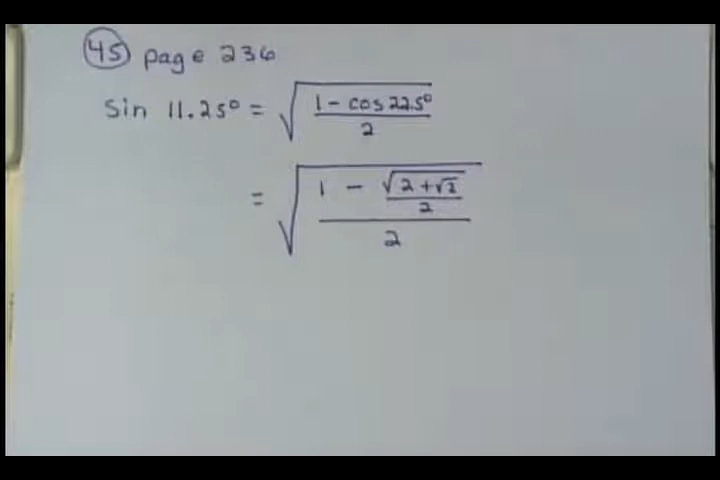 45 page 236
Sin 11.25° = √((1 - cos 22.5°)/2)
= √((1 - √(2 + √2)/2)/2)